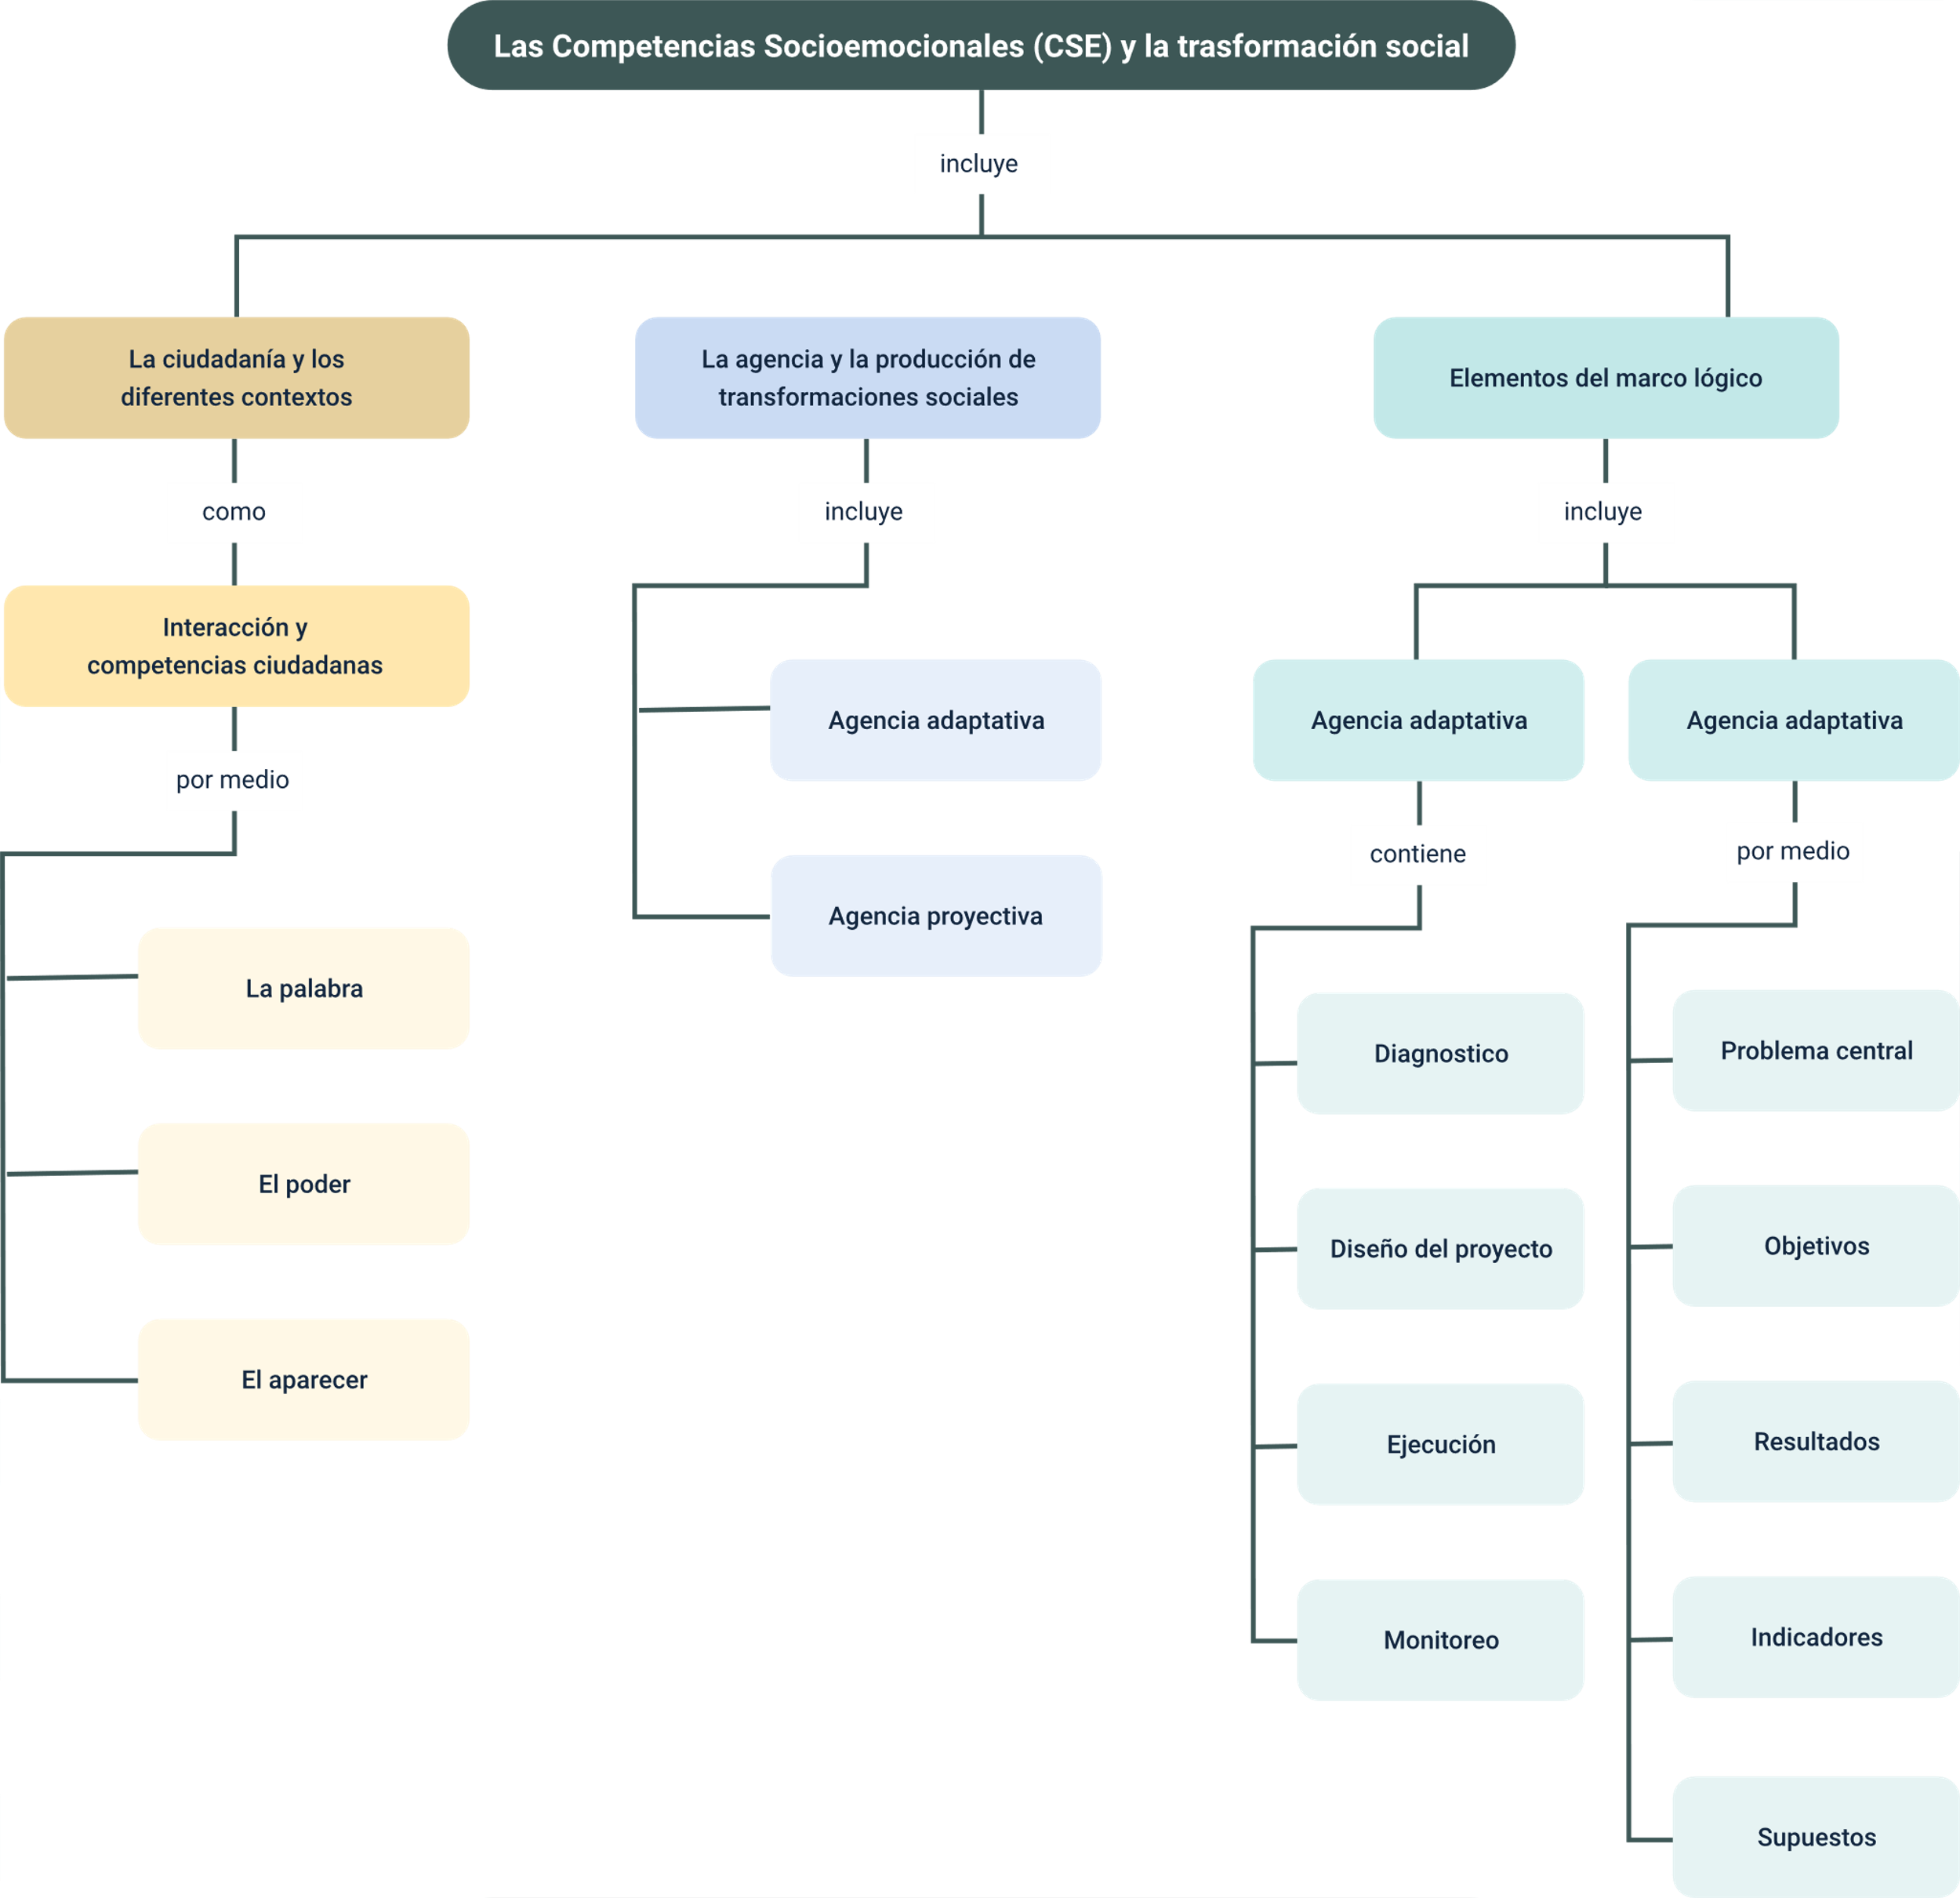 Las Competencias Socioemocionales (CSE) y la trasformación social
incluye
La ciudadanía y los
diferentes contextos
como
Interacción y
competencias ciudadanas
por medio
La palabra
El poder
El aparecer
La agencia y la producción de
transformaciones sociales
incluye
Agencia adaptativa
Agencia proyectiva
Elementos del marco lógico
incluye
Agencia adaptativa
contiene
Diagnostico
Diseño del proyecto
Ejecución
Monitoreo
Agencia adaptativa
por medio
Problema central
Objetivos
Resultados
Indicadores
Supuestos